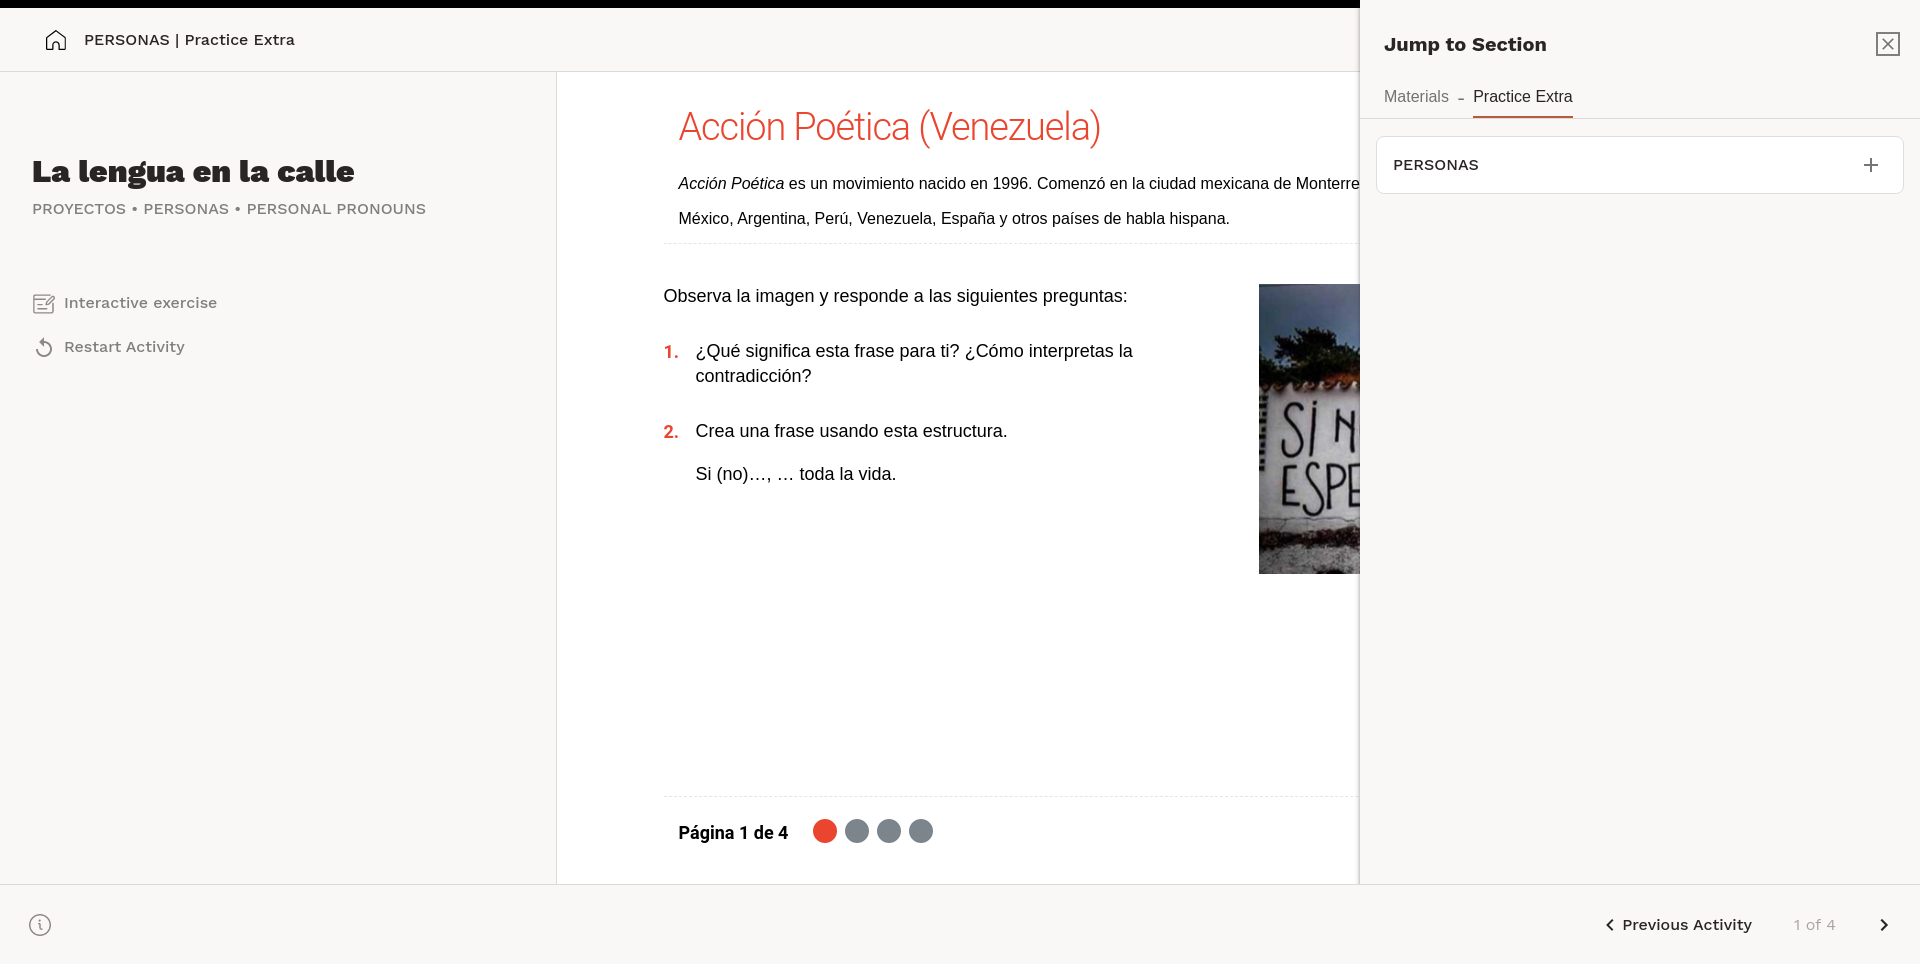 PERSONAS | Practice Extra
La lengua en la calle
PROYECTOS • PERSONAS • PERSONAL PRONOUNS
Interactive exercise
Restart Activity
Acción Poética (Venezuela)
Acción Poética es un movimiento nacido en 1996. Comenzó en la ciudad mexicana de Monterre
México, Argentina, Perú, Venezuela, España y otros países de habla hispana.
Observa la imagen y responde a las siguientes preguntas:
1. ¿Qué significa esta frase para ti? ¿Cómo interpretas la
contradicción?
2. Crea una frase usando esta estructura.
Si (no)…, … toda la vida.
SI N
ESPE
Página 1 de 4
Jump to Section
Materials - Practice Extra
PERSONAS
Previous Activity 1 of 4